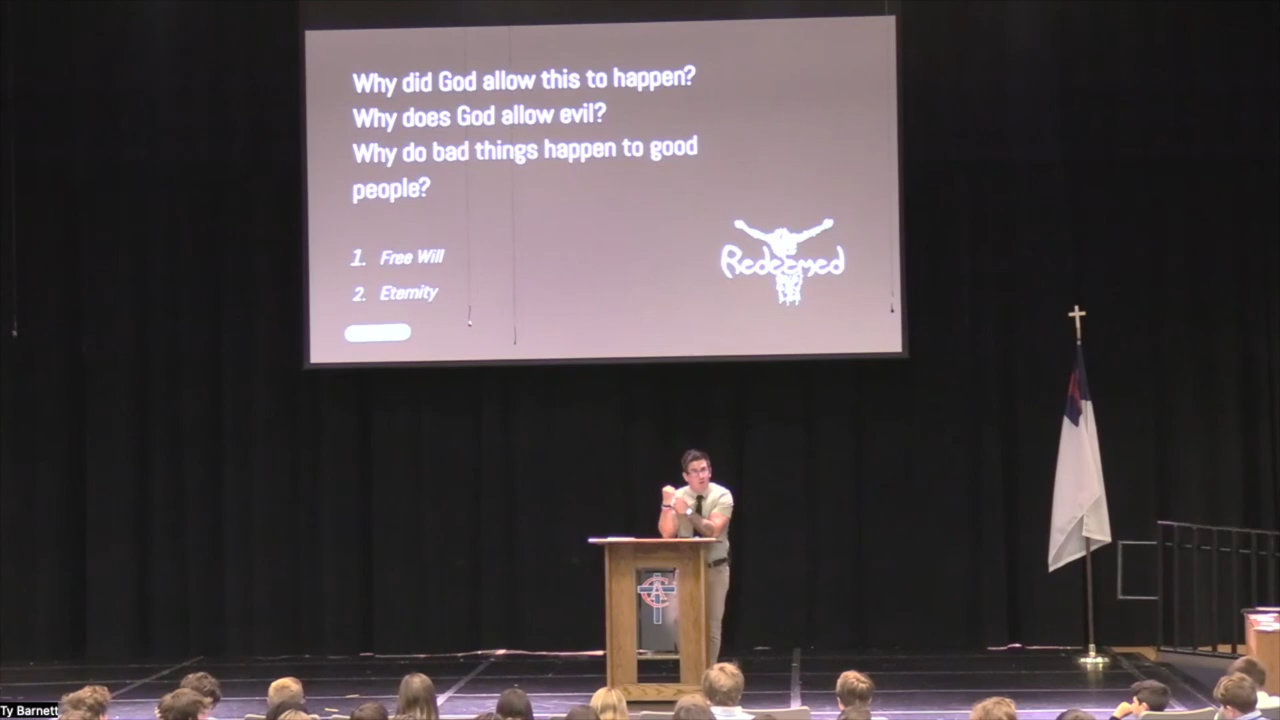 Why did God allow this to happen?
Why does God allow evil?
Why do bad things happen to good
people?
1. Free Will
2. Eternity
Redeemed
CA
Ty Barnett